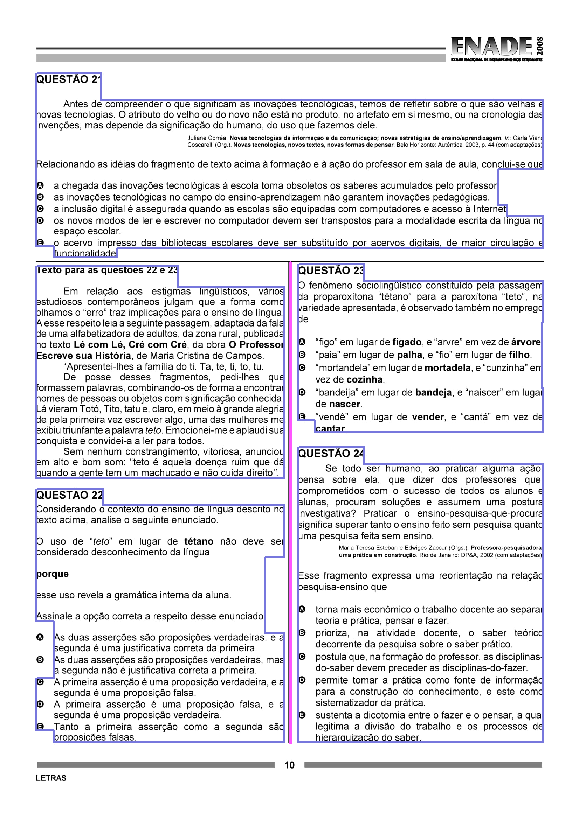 ENADE 2008
EXAME NACIONAL DE DESEMPENHO DOS ESTUDANTES
QUESTÃO 21
Antes de compreender o que significam as inovações tecnológicas, temos de refletir sobre o que são velhas e
novas tecnologias. O atributo do velho ou do novo não está no produto, no artefato em si mesmo, ou na cronologia das
invenções, mas depende da significação do humano, do uso que fazemos dele.
Juliane Corrêa. Novas tecnologias da informação e da comunicação; novas estratégias de ensino/aprendizagem. In: Carla Viana
Coscarelli (Org.). Novas tecnologias, novos textos, novas formas de pensar. Belo Horizonte: Autêntica, 2003, p. 44 (com adaptações).
Relacionando as idéias do fragmento de texto acima à formação e à ação do professor em sala de aula, conclui-se que
A a chegada das inovações tecnológicas à escola torna obsoletos os saberes acumulados pelo professor.
B as inovações tecnológicas no campo do ensino-aprendizagem não garantem inovações pedagógicas.
C a inclusão digital é assegurada quando as escolas são equipadas com computadores e acesso à Internet.
D os novos modos de ler e escrever no computador devem ser transpostos para a modalidade escrita da língua no
espaço escolar.
E o acervo impresso das bibliotecas escolares deve ser substituído por acervos digitais, de maior circulação e
funcionalidade.
Texto para as questões 22 e 23
Em relação aos estigmas lingüísticos, vários
estudiosos contemporâneos julgam que a forma como
olhamos o “erro” traz implicações para o ensino de língua.
A esse respeito leia a seguinte passagem, adaptada da fala
de uma alfabetizadora de adultos, da zona rural, publicada
no texto Lé com Lé, Cré com Cré, da obra O Professor
Escreve sua História, de Maria Cristina de Campos.
“Apresentei-lhes a família do ti. Ta, te, ti, to, tu.
De posse desses fragmentos, pedi-lhes que
formassem palavras, combinando-os de forma a encontrar
nomes de pessoas ou objetos com significação conhecida.
Lá vieram Totó, Tito, tatu e, claro, em meio à grande alegria
de pela primeira vez escrever algo, uma das mulheres me
exibiu triunfante a palavra teto. Emocionei-me e aplaudi sua
conquista e convidei-a a ler para todos.
Sem nenhum constrangimento, vitoriosa, anunciou
em alto e bom som: “teto é aquela doença ruim que dá
quando a gente tem um machucado e não cuida direito”.
QUESTÃO 22
Considerando o contexto do ensino de língua descrito no
texto acima, analise o seguinte enunciado.
O uso de “teto” em lugar de tétano não deve ser
considerado desconhecimento da língua
porque
esse uso revela a gramática interna da aluna.
Assinale a opção correta a respeito desse enunciado.
A As duas asserções são proposições verdadeiras, e a
segunda é uma justificativa correta da primeira.
B As duas asserções são proposições verdadeiras, mas
a segunda não é justificativa correta a primeira.
C A primeira asserção é uma proposição verdadeira, e a
segunda é uma proposição falsa.
D A primeira asserção é uma proposição falsa, e a
segunda é uma proposição verdadeira.
E Tanto a primeira asserção como a segunda são
proposições falsas.
QUESTÃO 23
O fenômeno sociolingüístico constituído pela passagem
da proparoxítona “tétano” para a paroxítona “teto”, na
variedade apresentada, é observado também no emprego
de
A “figo” em lugar de fígado, e “arvre” em vez de árvore.
B “paia” em lugar de palha, e “fio” em lugar de filho.
C “mortandela” em lugar de mortadela, e “cunzinha” em
vez de cozinha.
D “bandeija” em lugar de bandeja, e “naiscer” em lugar
de nascer.
E “vendê” em lugar de vender, e “cantá” em vez de
cantar.
QUESTÃO 24
Se todo ser humano, ao praticar alguma ação,
pensa sobre ela, que dizer dos professores que,
comprometidos com o sucesso de todos os alunos e
alunas, procuram soluções e assumem uma postura
investigativa? Praticar o ensino-pesquisa-que-procura
significa superar tanto o ensino feito sem pesquisa quanto
uma pesquisa feita sem ensino.
Maria Teresa Esteban e Edwiges Zaccur (Orgs.). Professora-pesquisadora:
uma prática em construção. Rio de Janeiro: DP&A, 2002 (com adaptações).
Esse fragmento expressa uma reorientação na relação
pesquisa-ensino que
A torna mais econômico o trabalho docente ao separar
teoria e prática, pensar e fazer.
B prioriza, na atividade docente, o saber teórico
decorrente da pesquisa sobre o saber prático.
C postula que, na formação do professor, as disciplinas-
do-saber devem preceder as disciplinas-do-fazer.
D permite tomar a prática como fonte de informação
para a construção do conhecimento, e este como
sistematizador da prática.
E sustenta a dicotomia entre o fazer e o pensar, a qual
legitima a divisão do trabalho e os processos de
hierarquização do saber.
10
LETRAS